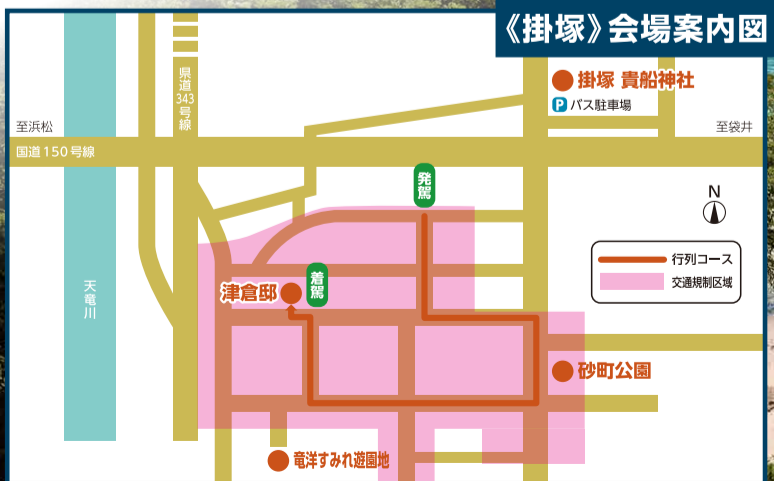 《掛塚》会場案内図
県道343号線
掛塚 貴船神社
P バス駐車場
至浜松
至袋井
国道150号線
発駕
N
行列コース
交通規制区域
着駕
津倉邸
天竜川
砂町公園
竜洋すみれ遊園地